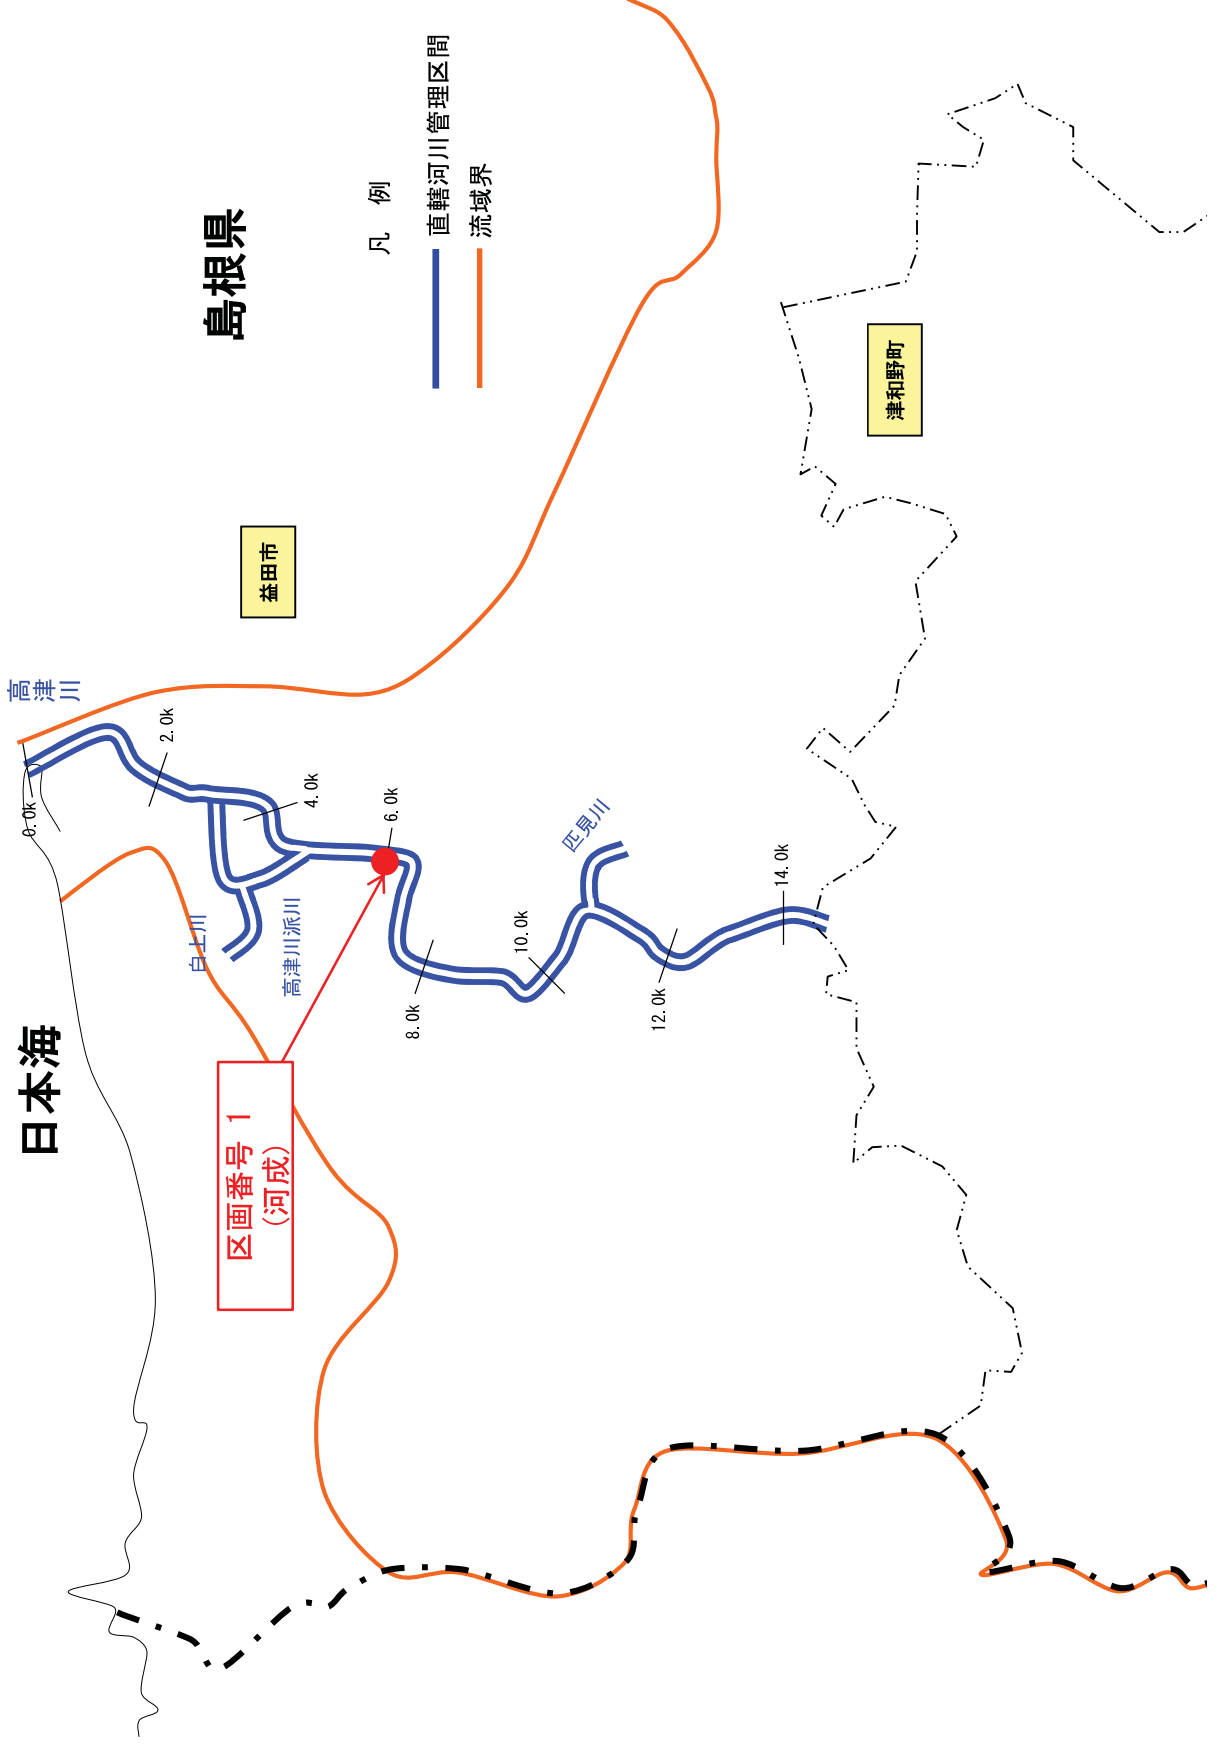 日本海
島根県
凡 例
直轄河川管理区間
流域界
高津川
益田市
津和野町
0.0k
2.0k
4.0k
6.0k
8.0k
10.0k
12.0k
14.0k
白上川
高津川派川
匹見川
区画番号 1
(河成)